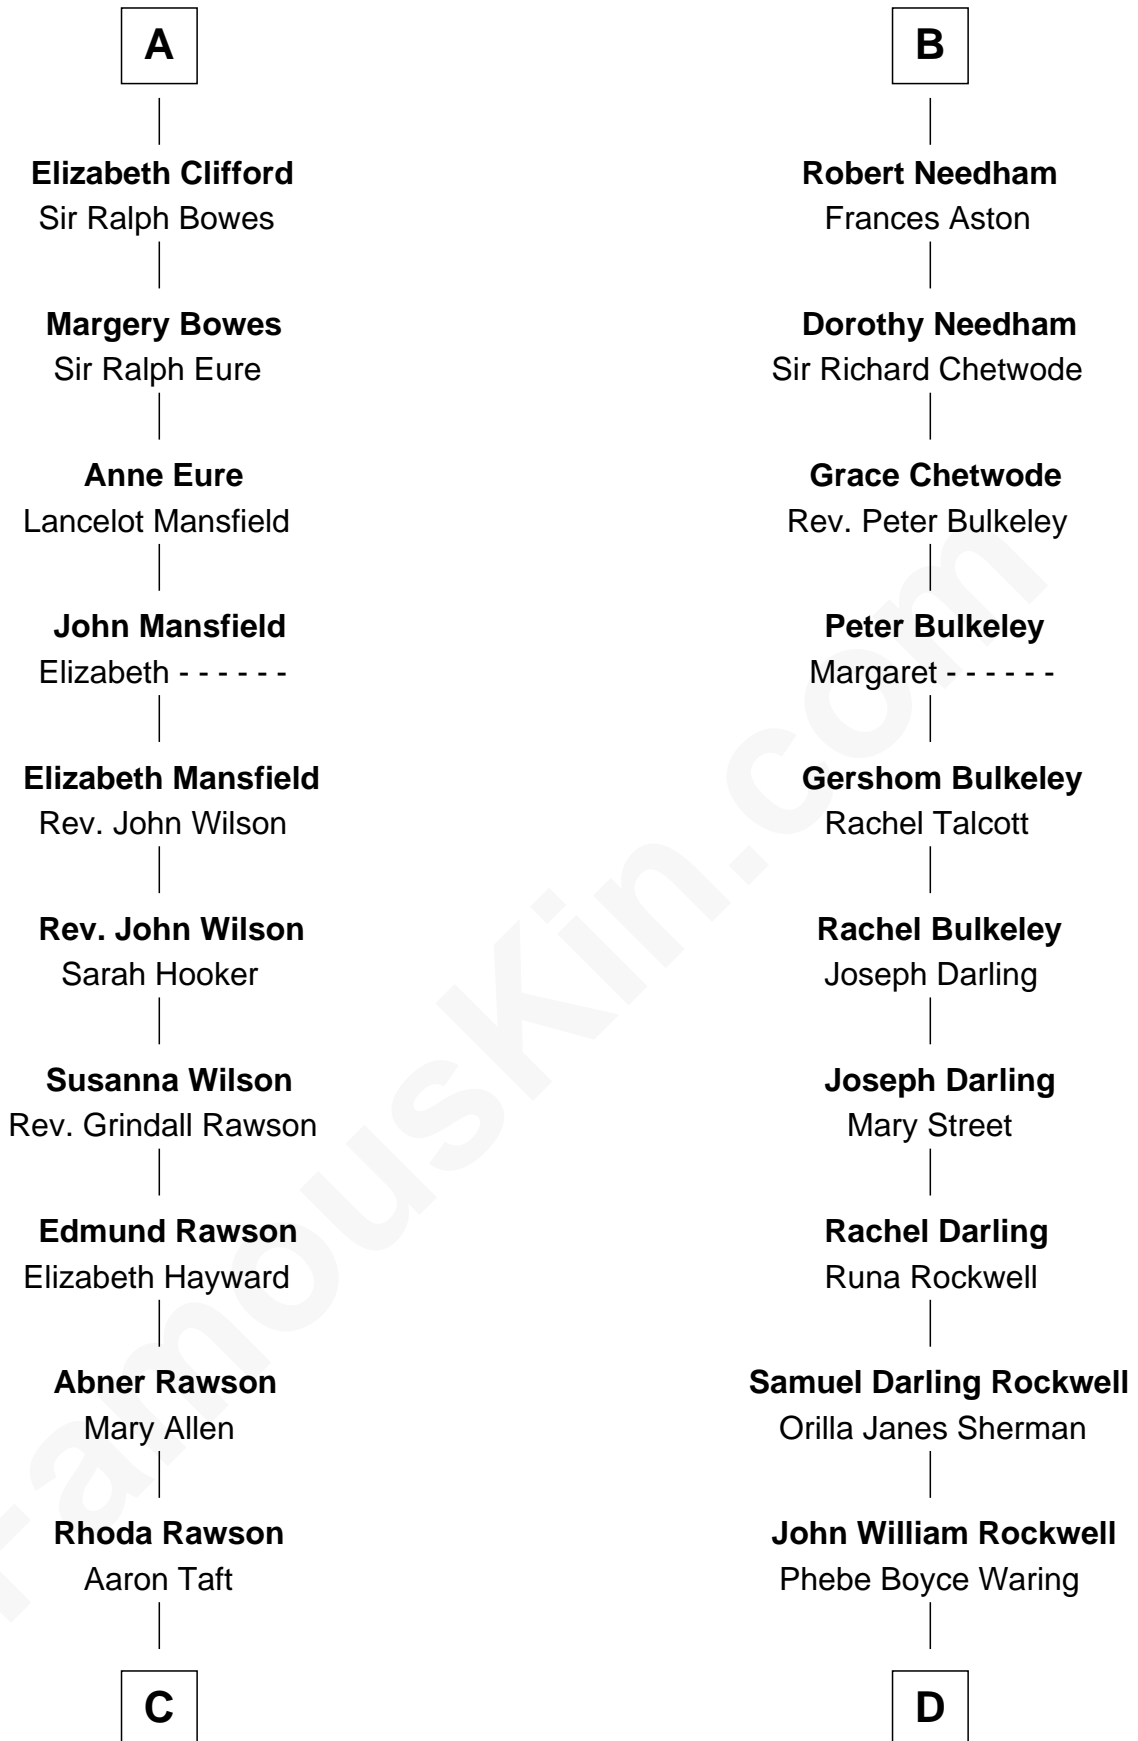 A
Elizabeth Clifford
Sir Ralph Bowes
Margery Bowes
Sir Ralph Eure
Anne Eure
Lancelot Mansfield
John Mansfield
Elizabeth - - - - - -
Elizabeth Mansfield
Rev. John Wilson
Rev. John Wilson
Sarah Hooker
Susanna Wilson
Rev. Grindall Rawson
Edmund Rawson
Elizabeth Hayward
Abner Rawson
Mary Allen
Rhoda Rawson
Aaron Taft
C
B
Robert Needham
Frances Aston
Dorothy Needham
Sir Richard Chetwode
Grace Chetwode
Rev. Peter Bulkeley
Peter Bulkeley
Margaret - - - - - -
Gershom Bulkeley
Rachel Talcott
Rachel Bulkeley
Joseph Darling
Joseph Darling
Mary Street
Rachel Darling
Runa Rockwell
Samuel Darling Rockwell
Orilla Janes Sherman
John William Rockwell
Phebe Boyce Waring
D
FamousKin.com